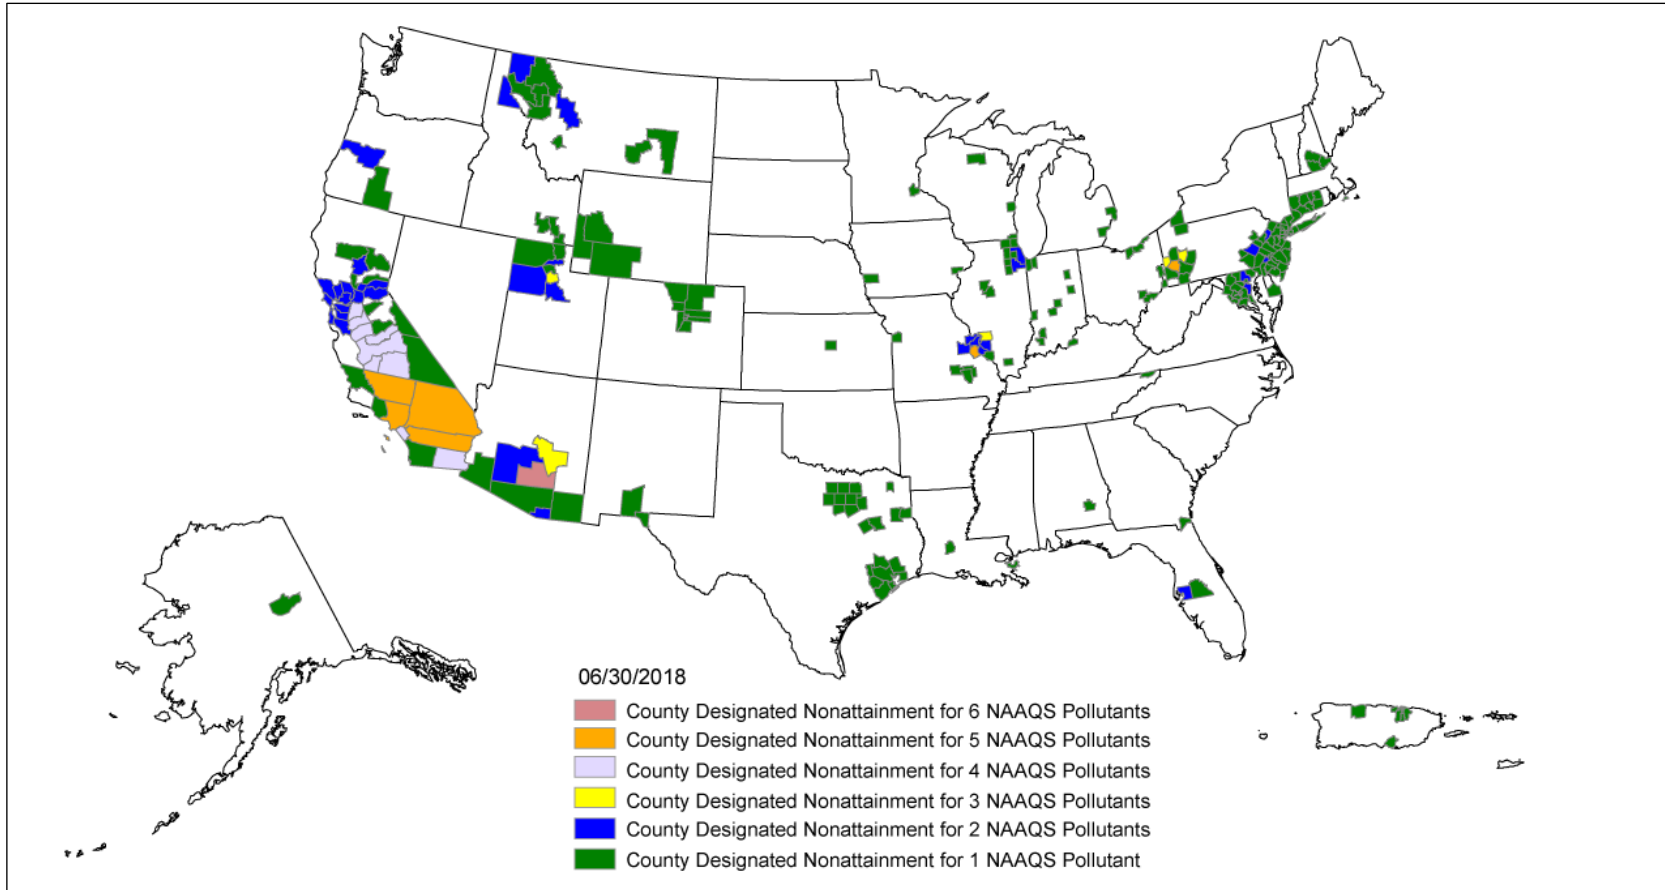 06/30/2018
County Designated Nonattainment for 6 NAAQS Pollutants
County Designated Nonattainment for 5 NAAQS Pollutants
County Designated Nonattainment for 4 NAAQS Pollutants
County Designated Nonattainment for 3 NAAQS Pollutants
County Designated Nonattainment for 2 NAAQS Pollutants
County Designated Nonattainment for 1 NAAQS Pollutant